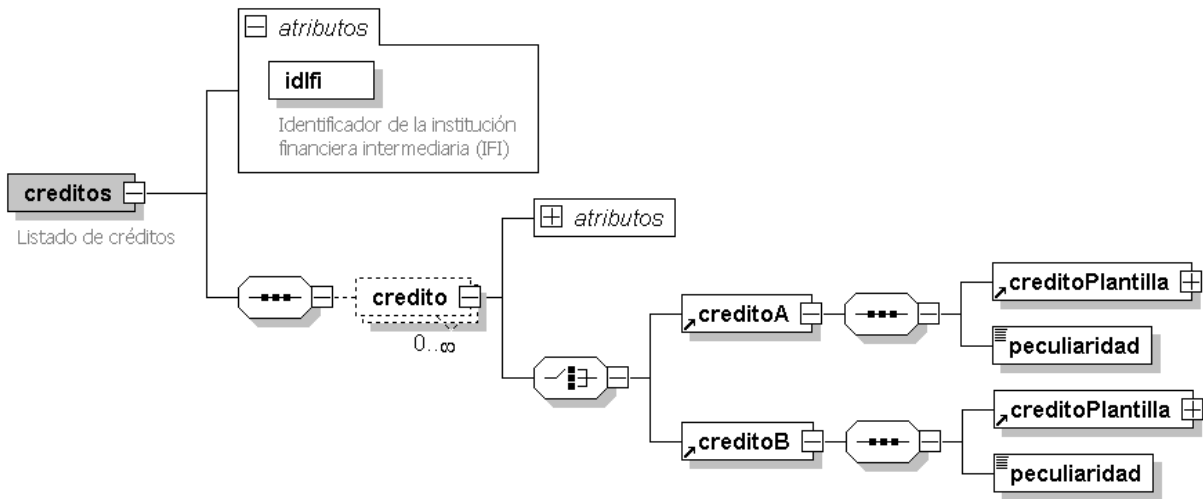 atributos
idIfi
Identificador de la institución
financiera intermediaria (IFI)
creditos
Listado de créditos
atributos
credito
0..∞
creditoA
creditoPlantilla
peculiaridad
creditoB
creditoPlantilla
peculiaridad